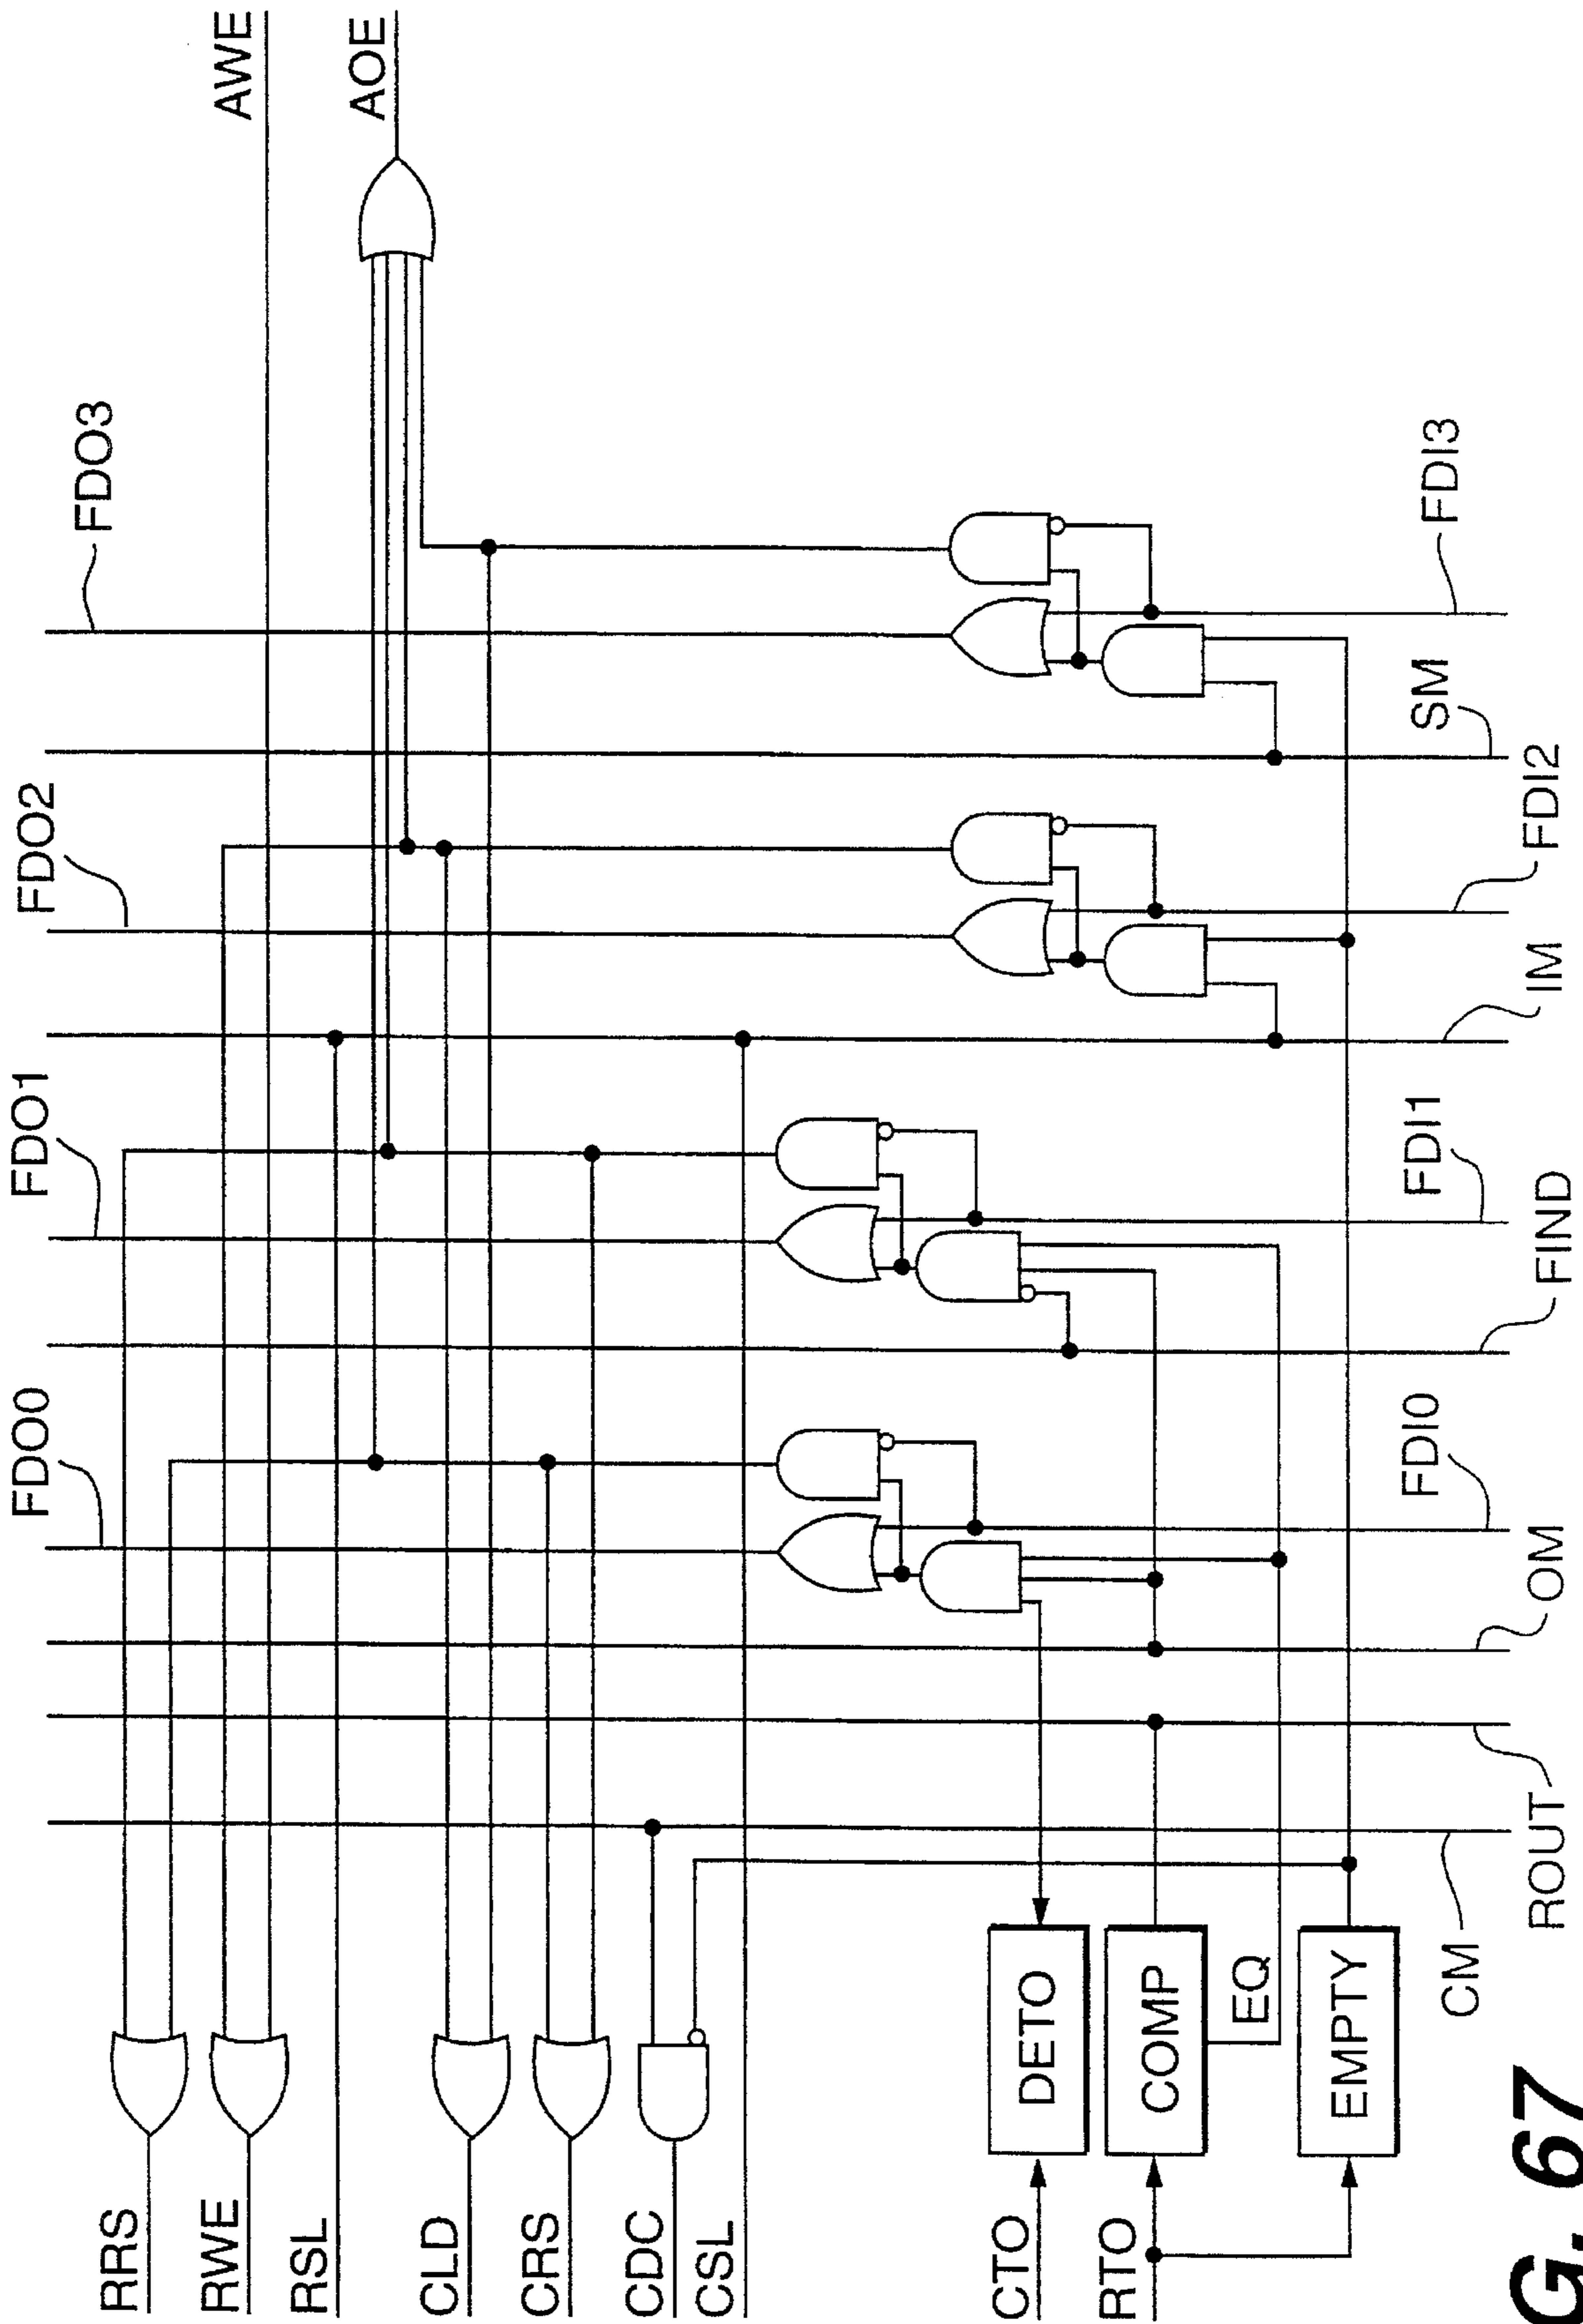 AWE
AOE
FDO3
FDO2
FDO1
FDO0
RRS
RWE
RSL
CLD
CRS
CDC
CSL
CTO
RTO
DETO
COMP
EQ
EMPTY
CM
ROUT
OM
FDI0
FIND
FDI1
IM
FDI2
SM
FDI3
G. 67